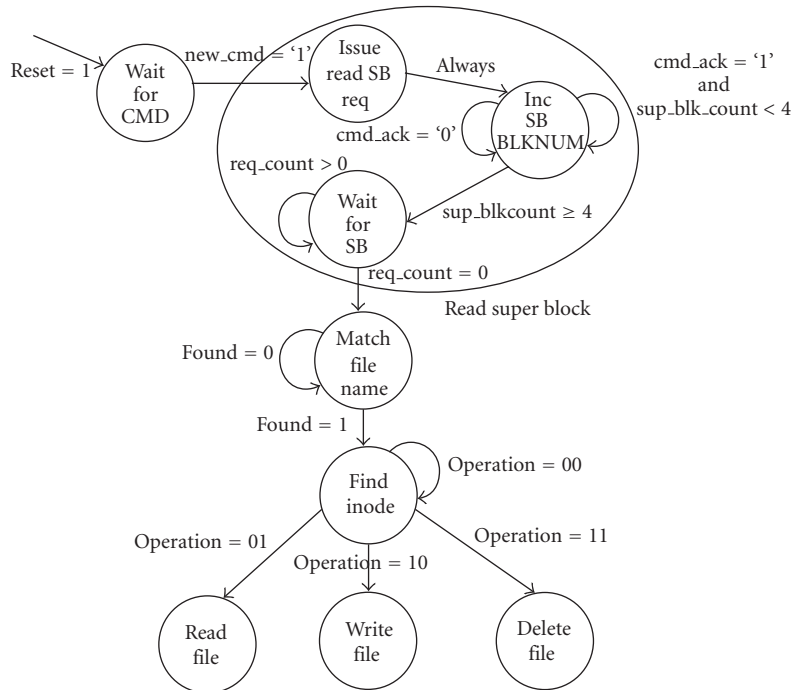 Reset = 1
Wait
for
CMD
new_cmd = ‘1’
Issue
read SB
req
Always
Inc
SB
BLKNUM
cmd_ack = ‘1’
and
sup_blk_count < 4
cmd_ack = ‘0’
req_count > 0
Wait
for
SB
sup_blkcount ≥ 4
req_count = 0
Read super block
Found = 0
Match
file
name
Found = 1
Find
inode
Operation = 00
Operation = 01
Operation = 10
Operation = 11
Read
file
Write
file
Delete
file